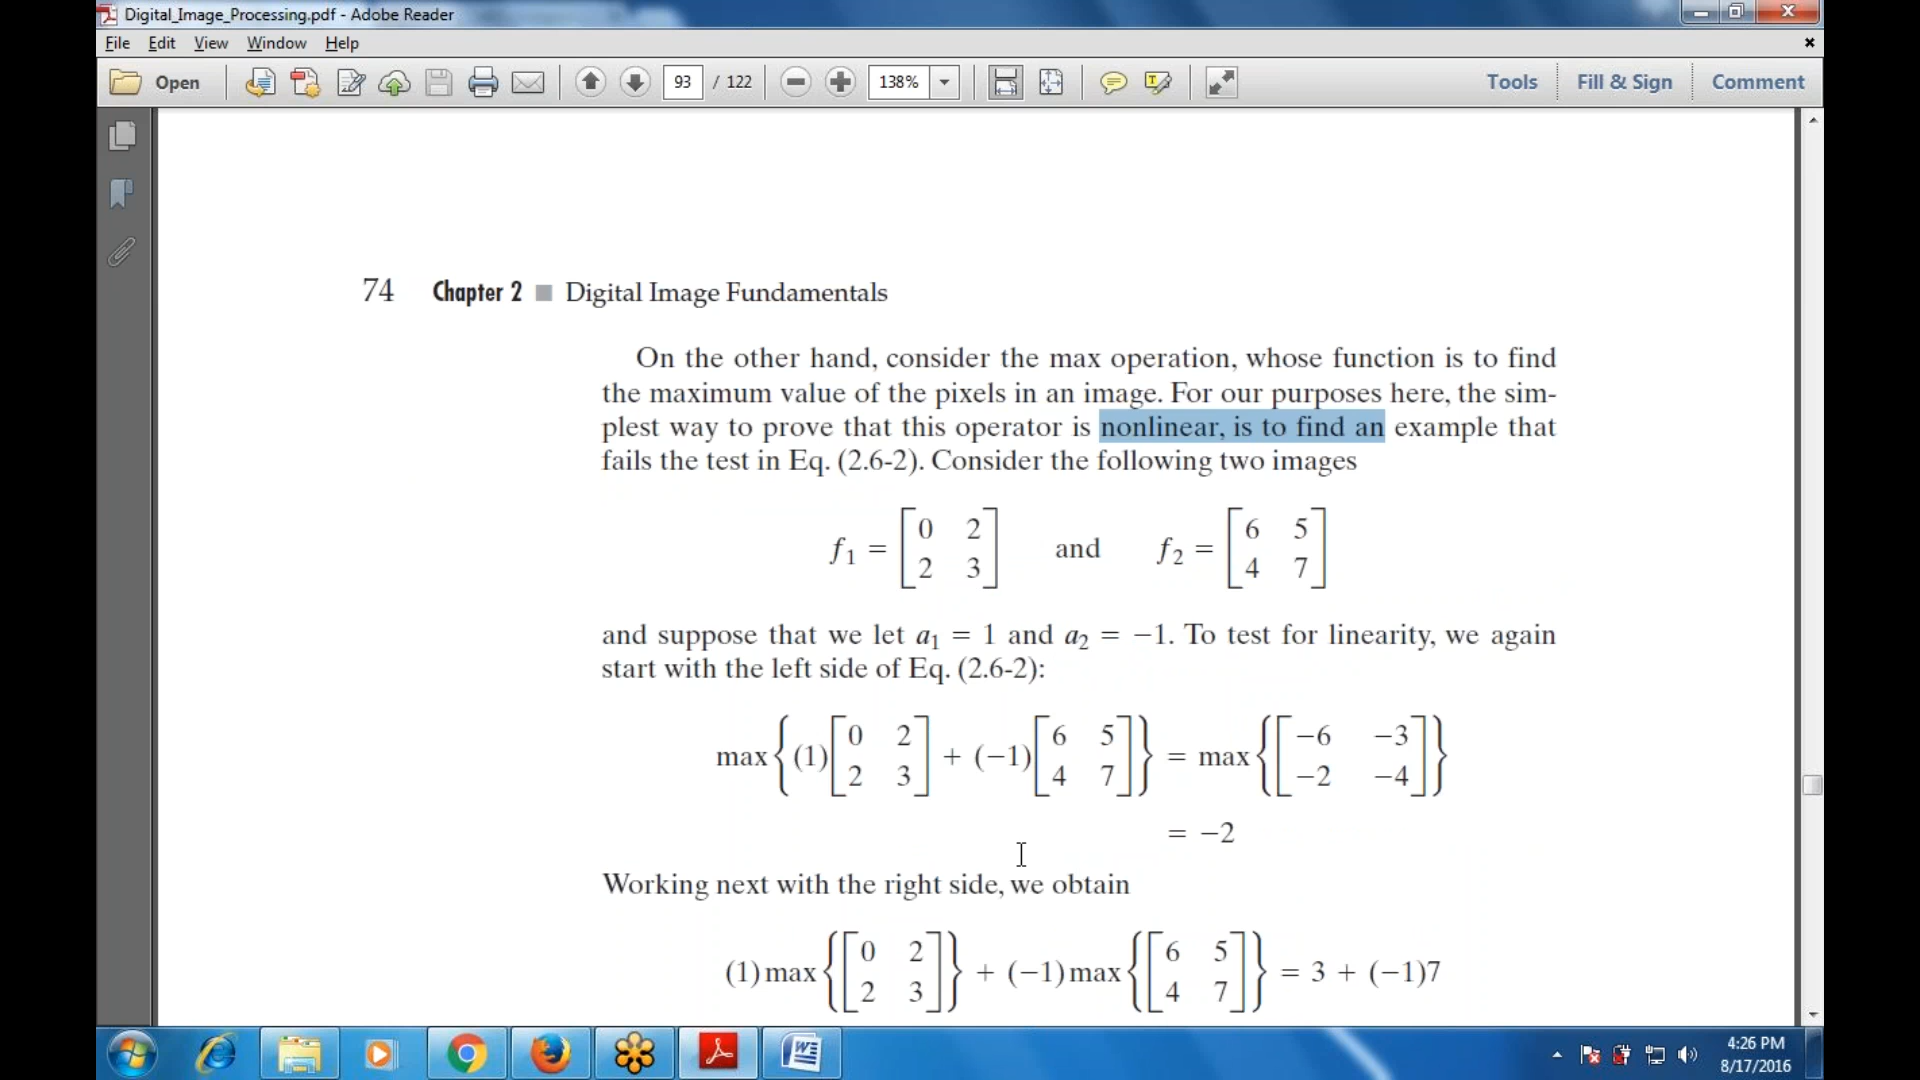 Digital_Image_Processing.pdf - Adobe Reader
File Edit View Window Help
Open 93 / 122 138% Tools Fill & Sign Comment
74 Chapter 2 ■ Digital Image Fundamentals
On the other hand, consider the max operation, whose function is to find
the maximum value of the pixels in an image. For our purposes here, the sim-
plest way to prove that this operator is nonlinear, is to find an example that
fails the test in Eq. (2.6-2). Consider the following two images
f₁ = [0 2; 2 3] and f₂ = [6 5; 4 7]
and suppose that we let a₁ = 1 and a₂ = −1. To test for linearity, we again
start with the left side of Eq. (2.6-2):
max{(1)[0 2; 2 3] + (−1)[6 5; 4 7]} = max{[−6 −3; −2 −4]}
= −2
Working next with the right side, we obtain
(1)max{[0 2; 2 3]} + (−1)max{[6 5; 4 7]} = 3 + (−1)7
4:26 PM
8/17/2016